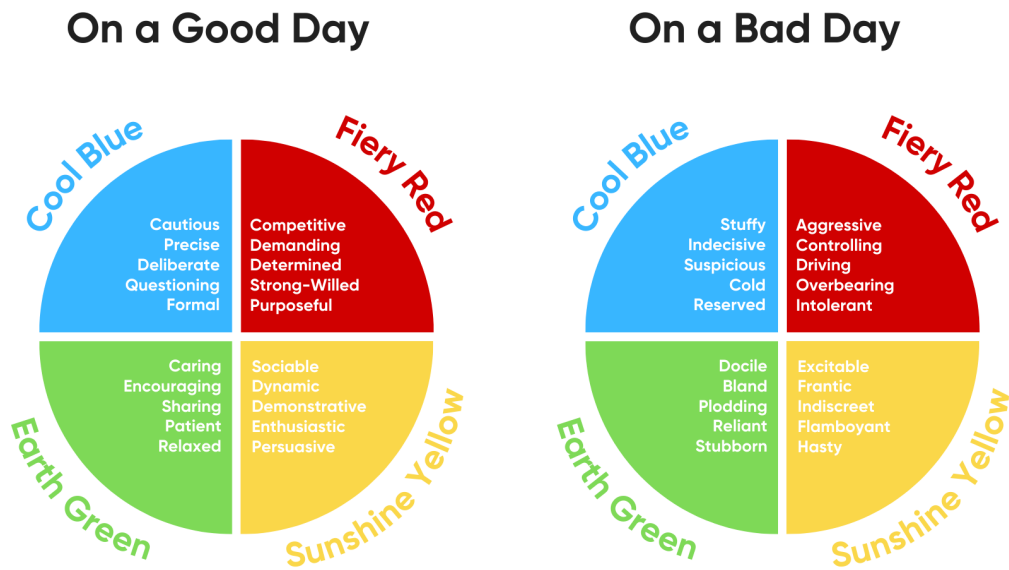 On a Good Day
Cool Blue
Fiery Red
Cautious
Precise
Deliberate
Questioning
Formal
Competitive
Demanding
Determined
Strong-Willed
Purposeful
Caring
Encouraging
Sharing
Patient
Relaxed
Sociable
Dynamic
Demonstrative
Enthusiastic
Persuasive
Earth Green
Sunshine Yellow
On a Bad Day
Cool Blue
Fiery Red
Stuffy
Indecisive
Suspicious
Cold
Reserved
Aggressive
Controlling
Driving
Overbearing
Intolerant
Docile
Bland
Plodding
Reliant
Stubborn
Excitable
Frantic
Indiscreet
Flamboyant
Hasty
Earth Green
Sunshine Yellow